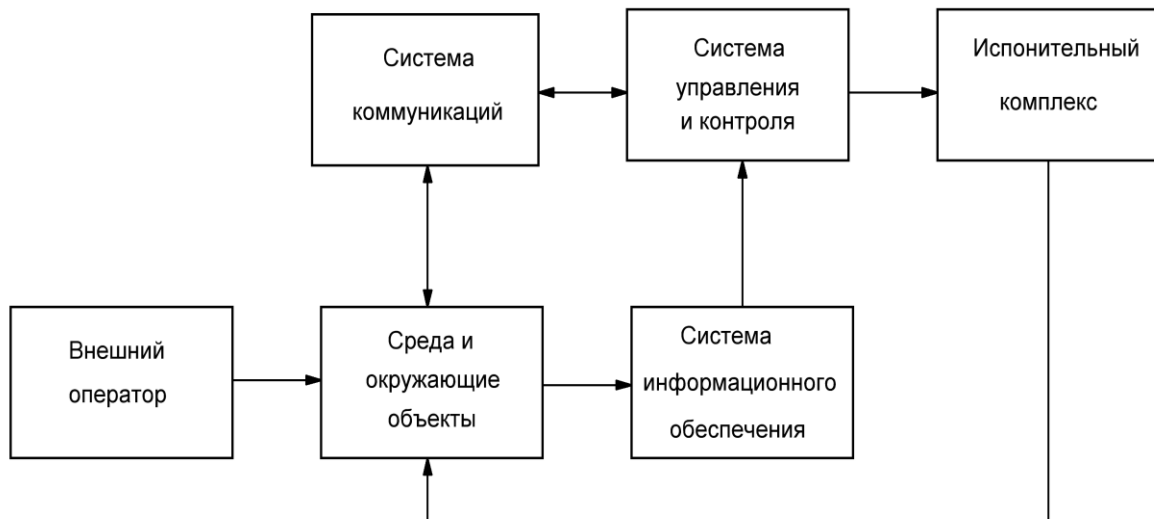 Система
коммуникаций
Система
управления
и контроля
Испонительный
комплекс
Внешний
оператор
Среда и
окружающие
объекты
Система
информационного
обеспечения